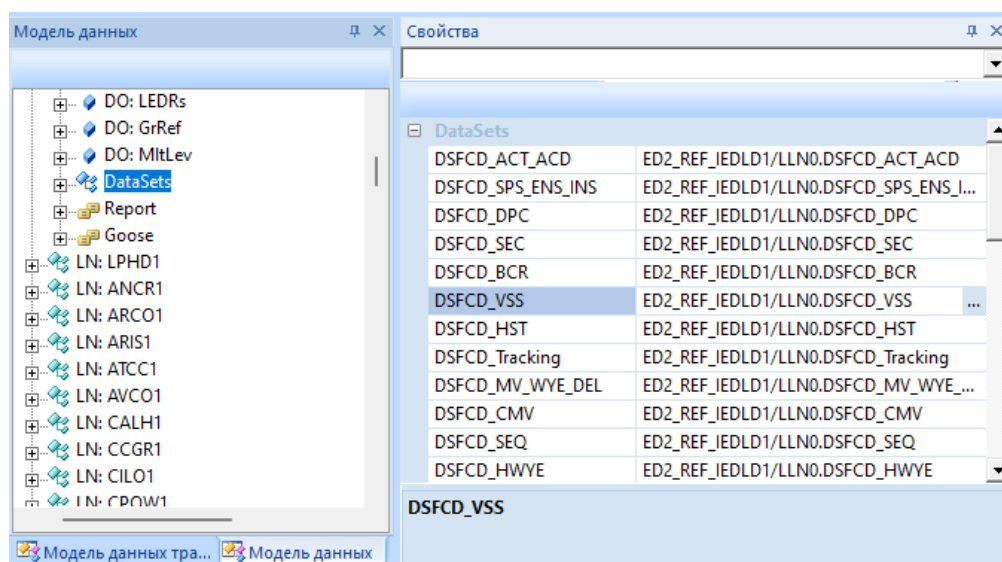 Модель данных
DO: LEDRs
DO: GrRef
DO: MltLev
DataSets
Report
Goose
LN: LPHD1
LN: ANCR1
LN: ARCO1
LN: ARIS1
LN: ATCC1
LN: AVCO1
LN: CALH1
LN: CCGR1
LN: CILO1
LN: CPOW1
Модель данных тра... Модель данных
Свойства
DataSets
DSFCD_ACT_ACD ED2_REF_IEDLD1/LLN0.DSFCD_ACT_ACD
DSFCD_SPS_ENS_INS ED2_REF_IEDLD1/LLN0.DSFCD_SPS_ENS_I...
DSFCD_DPC ED2_REF_IEDLD1/LLN0.DSFCD_DPC
DSFCD_SEC ED2_REF_IEDLD1/LLN0.DSFCD_SEC
DSFCD_BCR ED2_REF_IEDLD1/LLN0.DSFCD_BCR
DSFCD_VSS ED2_REF_IEDLD1/LLN0.DSFCD_VSS ...
DSFCD_HST ED2_REF_IEDLD1/LLN0.DSFCD_HST
DSFCD_Tracking ED2_REF_IEDLD1/LLN0.DSFCD_Tracking
DSFCD_MV_WYE_DEL ED2_REF_IEDLD1/LLN0.DSFCD_MV_WYE_...
DSFCD_CMV ED2_REF_IEDLD1/LLN0.DSFCD_CMV
DSFCD_SEQ ED2_REF_IEDLD1/LLN0.DSFCD_SEQ
DSFCD_HWYE ED2_REF_IEDLD1/LLN0.DSFCD_HWYE
DSFCD_VSS